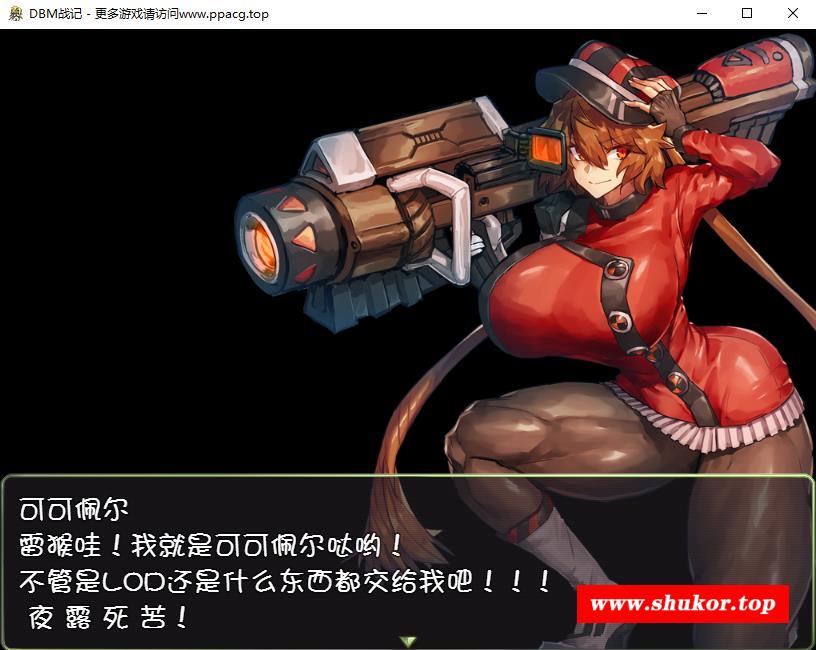 DBM战记 - 更多游戏请访问www.ppacg.top
可可佩尔
雷猴哇！我就是可可佩尔哒哟！
不管是LOD还是什么东西都交给我吧！！！
夜 露 死 苦！
www.shukor.top